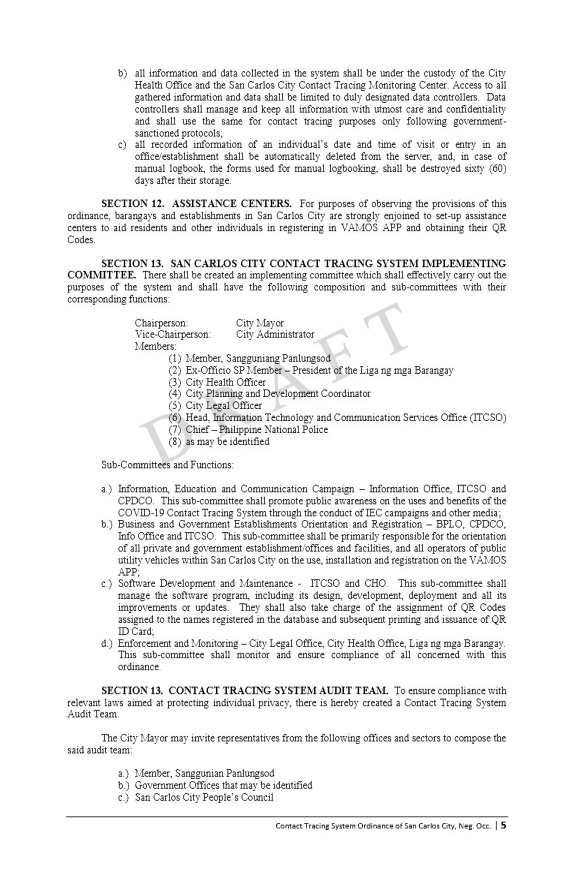 b) all information and data collected in the system shall be under the custody of the City
Health Office and the San Carlos City Contact Tracing Monitoring Center. Access to all
gathered information and data shall be limited to duly designated data controllers. Data
controllers shall manage and keep all information with utmost care and confidentiality
and shall use the same for contact tracing purposes only following government-
sanctioned protocols;
c) all recorded information of an individual's date and time of visit or entry in an
office/establishment shall be automatically deleted from the server, and, in case of
manual logbook, the forms used for manual logbooking, shall be destroyed sixty (60)
days after their storage.
SECTION 12. ASSISTANCE CENTERS. For purposes of observing the provisions of this
ordinance, barangays and establishments in San Carlos City are strongly enjoined to set-up assistance
centers to aid residents and other individuals in registering in VAMOS APP and obtaining their QR
Codes.
SECTION 13. SAN CARLOS CITY CONTACT TRACING SYSTEM IMPLEMENTING
COMMITTEE. There shall be created an implementing committee which shall effectively carry out the
purposes of the system and shall have the following composition and sub-committees with their
corresponding functions:
Chairperson: City Mayor
Vice-Chairperson: City Administrator
Members:
(1) Member, Sangguniang Panlungsod
(2) Ex-Officio SP Member – President of the Liga ng mga Barangay
(3) City Health Officer
(4) City Planning and Development Coordinator
(5) City Legal Officer
(6) Head, Information Technology and Communication Services Office (ITCSO)
(7) Chief – Philippine National Police
(8) as may be identified
DRAFT
Sub-Committees and Functions:
a.) Information, Education and Communication Campaign – Information Office, ITCSO and
CPDCO. This sub-committee shall promote public awareness on the uses and benefits of the
COVID-19 Contact Tracing System through the conduct of IEC campaigns and other media;
b.) Business and Government Establishments Orientation and Registration – BPLO, CPDCO,
Info Office and ITCSO. This sub-committee shall be primarily responsible for the orientation
of all private and government establishment/offices and facilities, and all operators of public
utility vehicles within San Carlos City on the use, installation and registration on the VAMOS
APP;
c.) Software Development and Maintenance - ITCSO and CHO. This sub-committee shall
manage the software program, including its design, development, deployment and all its
improvements or updates. They shall also take charge of the assignment of QR Codes
assigned to the names registered in the database and subsequent printing and issuance of QR
ID Card;
d.) Enforcement and Monitoring – City Legal Office, City Health Office, Liga ng mga Barangay.
This sub-committee shall monitor and ensure compliance of all concerned with this
ordinance.
SECTION 13. CONTACT TRACING SYSTEM AUDIT TEAM. To ensure compliance with
relevant laws aimed at protecting individual privacy, there is hereby created a Contact Tracing System
Audit Team.
The City Mayor may invite representatives from the following offices and sectors to compose the
said audit team:
a.) Member, Sanggunian Panlungsod
b.) Government Offices that may be identified
c.) San Carlos City People's Council
Contact Tracing System Ordinance of San Carlos City, Neg. Occ. | 5